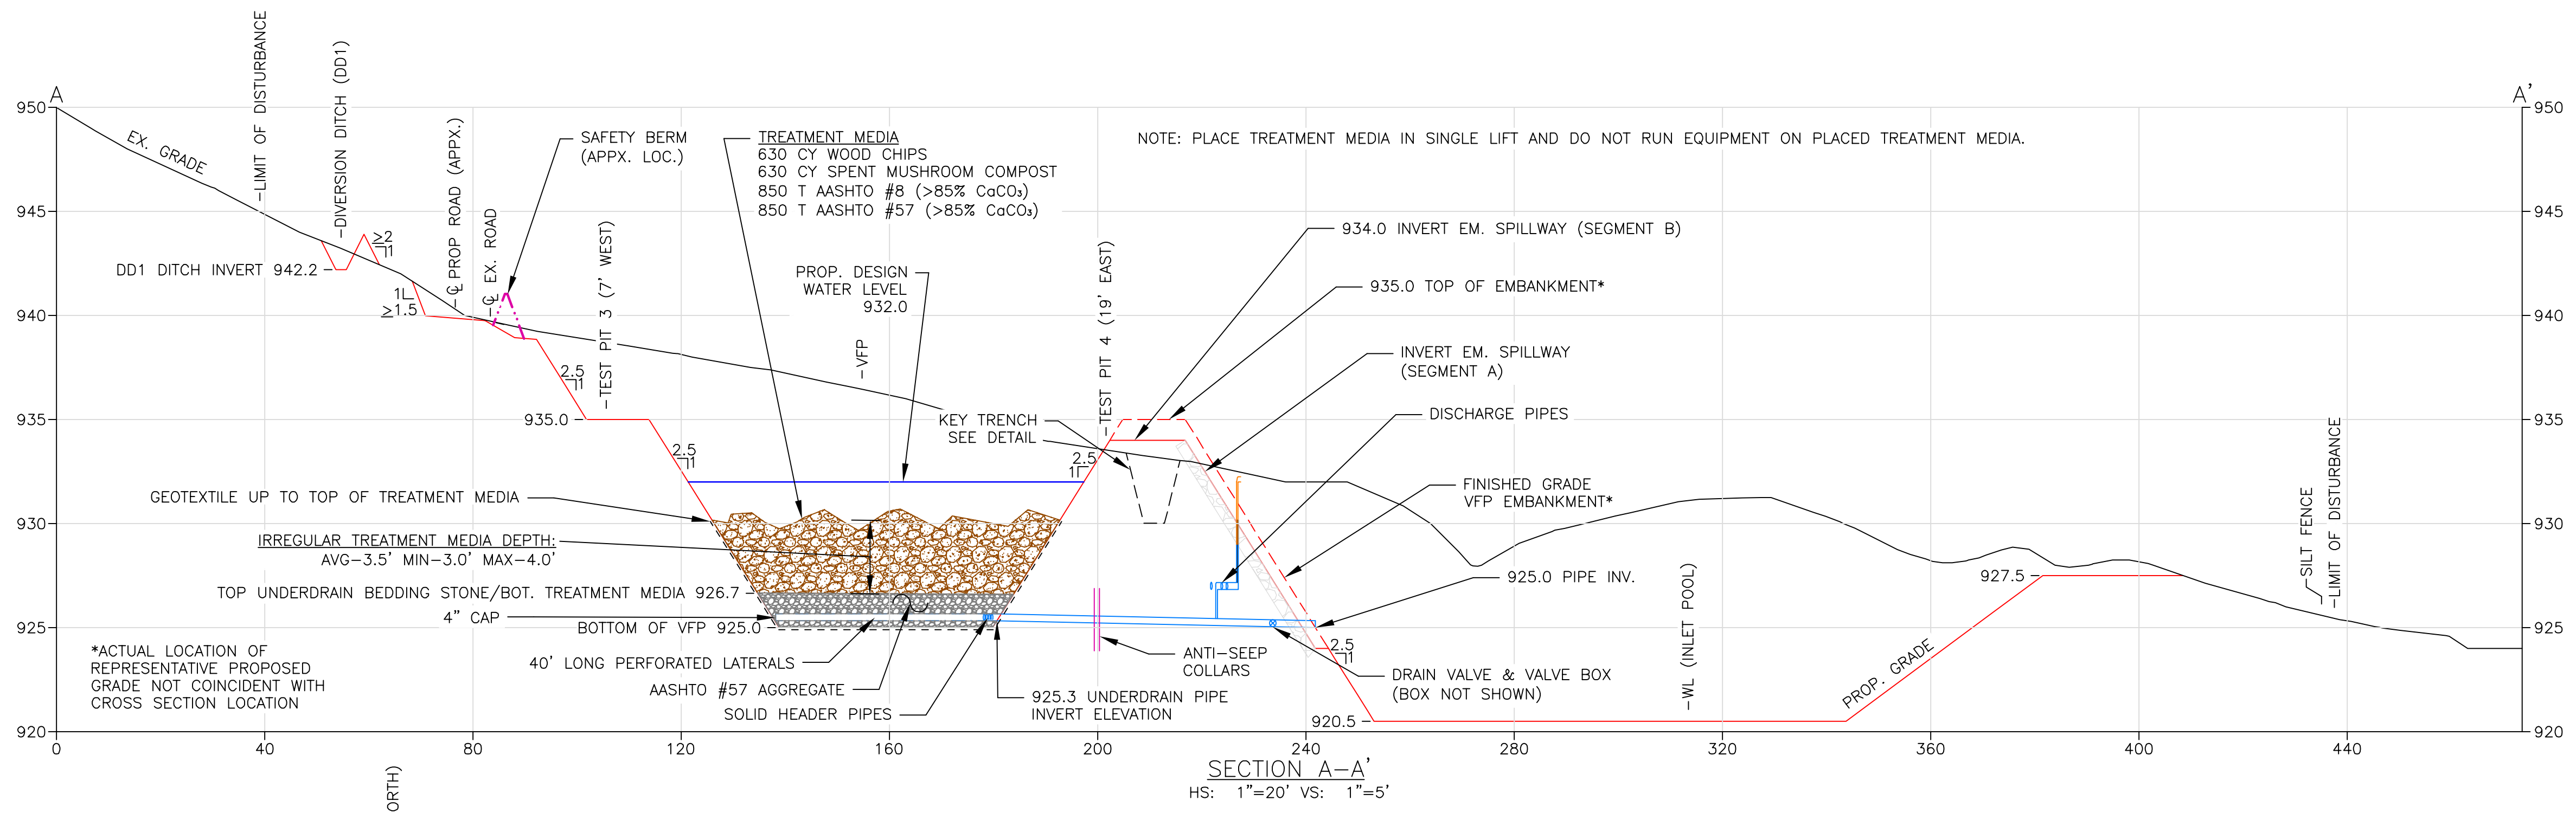 A
A'
950
945
940
935
930
925
920
950
945
940
935
930
925
920
EX. GRADE
LIMIT OF DISTURBANCE
DIVERSION DITCH (DD1)
≥2
1
DD1 DITCH INVERT 942.2
1
≥1.5
℄ PROP ROAD (APPX.)
℄ EX. ROAD
SAFETY BERM
(APPX. LOC.)
2.5
1
TEST PIT 3 (7' WEST)
935.0
2.5
1
TREATMENT MEDIA
630 CY WOOD CHIPS
630 CY SPENT MUSHROOM COMPOST
850 T AASHTO #8 (>85% CaCO₃)
850 T AASHTO #57 (>85% CaCO₃)
PROP. DESIGN
WATER LEVEL
932.0
VFP
NOTE: PLACE TREATMENT MEDIA IN SINGLE LIFT AND DO NOT RUN EQUIPMENT ON PLACED TREATMENT MEDIA.
TEST PIT 4 (19' EAST)
KEY TRENCH
SEE DETAIL
2.5
1
934.0 INVERT EM. SPILLWAY (SEGMENT B)
935.0 TOP OF EMBANKMENT*
INVERT EM. SPILLWAY
(SEGMENT A)
DISCHARGE PIPES
FINISHED GRADE
VFP EMBANKMENT*
925.0 PIPE INV.
2.5
1
DRAIN VALVE & VALVE BOX
(BOX NOT SHOWN)
ANTI-SEEP
COLLARS
GEOTEXTILE UP TO TOP OF TREATMENT MEDIA
IRREGULAR TREATMENT MEDIA DEPTH:
AVG-3.5' MIN-3.0' MAX-4.0'
TOP UNDERDRAIN BEDDING STONE/BOT. TREATMENT MEDIA 926.7
4" CAP
BOTTOM OF VFP 925.0
40' LONG PERFORATED LATERALS
AASHTO #57 AGGREGATE
SOLID HEADER PIPES
925.3 UNDERDRAIN PIPE
INVERT ELEVATION
920.5
WL (INLET POOL)
PROP. GRADE
927.5
SILT FENCE
LIMIT OF DISTURBANCE
*ACTUAL LOCATION OF
REPRESENTATIVE PROPOSED
GRADE NOT COINCIDENT WITH
CROSS SECTION LOCATION
0
40
80
120
160
200
240
280
320
360
400
440
ORTH)
SECTION A-A'
HS: 1"=20' VS: 1"=5'